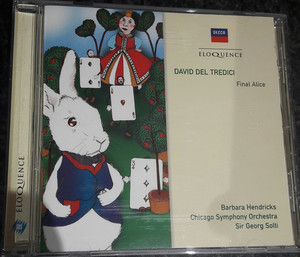 DECCA
ELOQUENCE
DAVID DEL TREDICI
Final Alice
Barbara Hendricks
Chicago Symphony Orchestra
Sir Georg Solti
ELOQUENCE